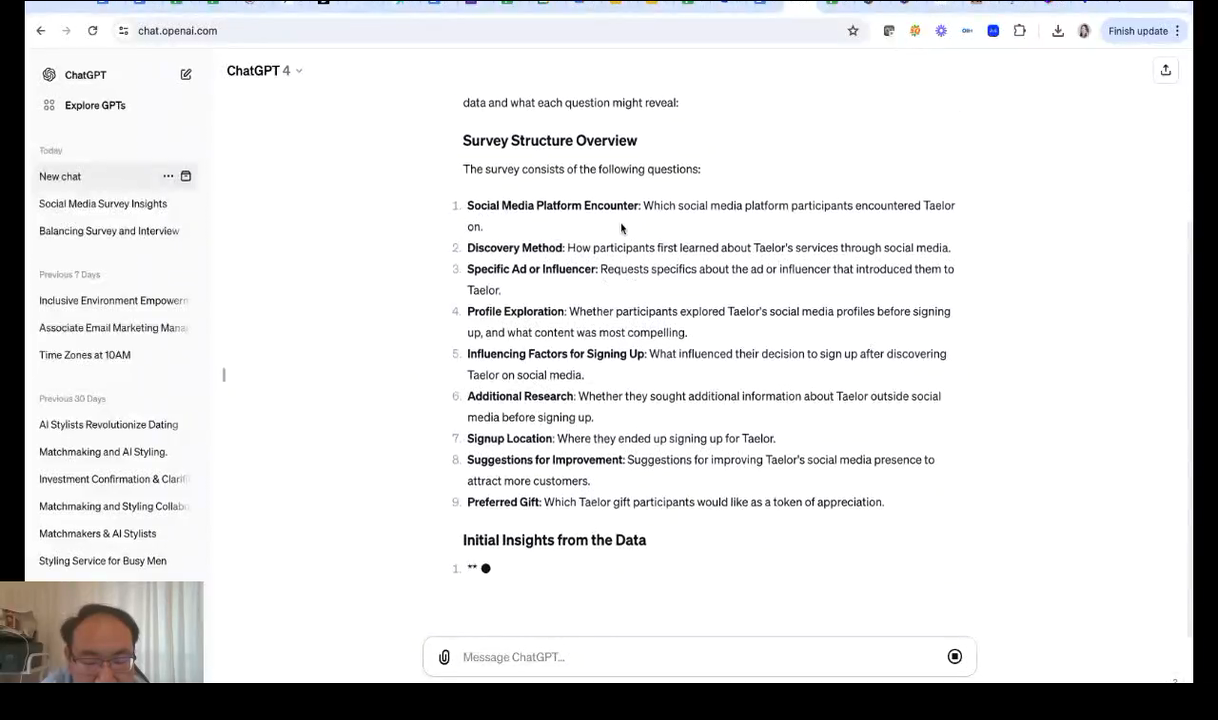 chat.openai.com
Finish update
ChatGPT
ChatGPT 4
Explore GPTs
Today
New chat
Social Media Survey Insights
Balancing Survey and Interview
Previous 7 Days
Inclusive Environment Empowerm
Associate Email Marketing Mana
Time Zones at 10AM
Previous 30 Days
AI Stylists Revolutionize Dating
Matchmaking and AI Styling.
Investment Confirmation & Clarifi
Matchmaking and Styling Collabo
Matchmakers & AI Stylists
Styling Service for Busy Men
data and what each question might reveal:
Survey Structure Overview
The survey consists of the following questions:
1. Social Media Platform Encounter: Which social media platform participants encountered Taelor
on.
2. Discovery Method: How participants first learned about Taelor's services through social media.
3. Specific Ad or Influencer: Requests specifics about the ad or influencer that introduced them to
Taelor.
4. Profile Exploration: Whether participants explored Taelor's social media profiles before signing
up, and what content was most compelling.
5. Influencing Factors for Signing Up: What influenced their decision to sign up after discovering
Taelor on social media.
6. Additional Research: Whether they sought additional information about Taelor outside social
media before signing up.
7. Signup Location: Where they ended up signing up for Taelor.
8. Suggestions for Improvement: Suggestions for improving Taelor's social media presence to
attract more customers.
9. Preferred Gift: Which Taelor gift participants would like as a token of appreciation.
Initial Insights from the Data
1. **
Message ChatGPT...